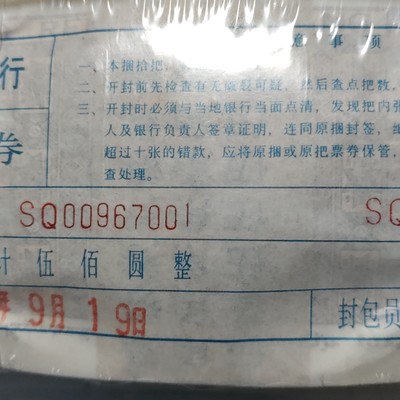 意事项
行
一、本捆拾把，
二、开封前先检查有无破裂可疑，然后查点把数，
三、开封时必须与当地银行当面点清，发现把内张
人及银行负责人签章证明，连同原捆封签，
超过十张的错款，应将原捆或原把票券保管，
查处理。
券
SQ00967001 SQ
计伍佰圆整
年9月19日
封包员